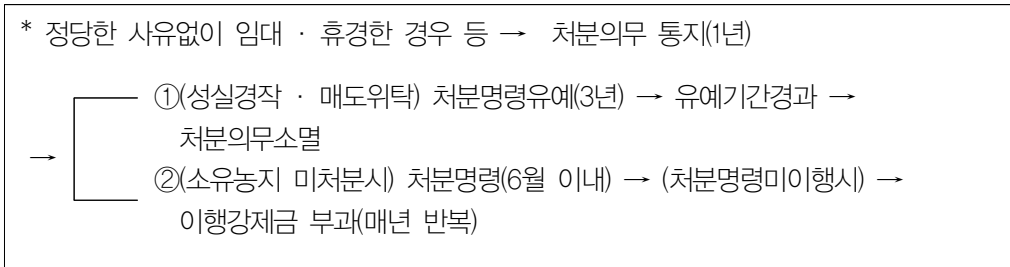 * 정당한 사유없이 임대 · 휴경한 경우 등 → 처분의무 통지(1년)
①(성실경작 · 매도위탁) 처분명령유예(3년) → 유예기간경과 →
처분의무소멸
→
②(소유농지 미처분시) 처분명령(6월 이내) → (처분명령미이행시) →
이행강제금 부과(매년 반복)